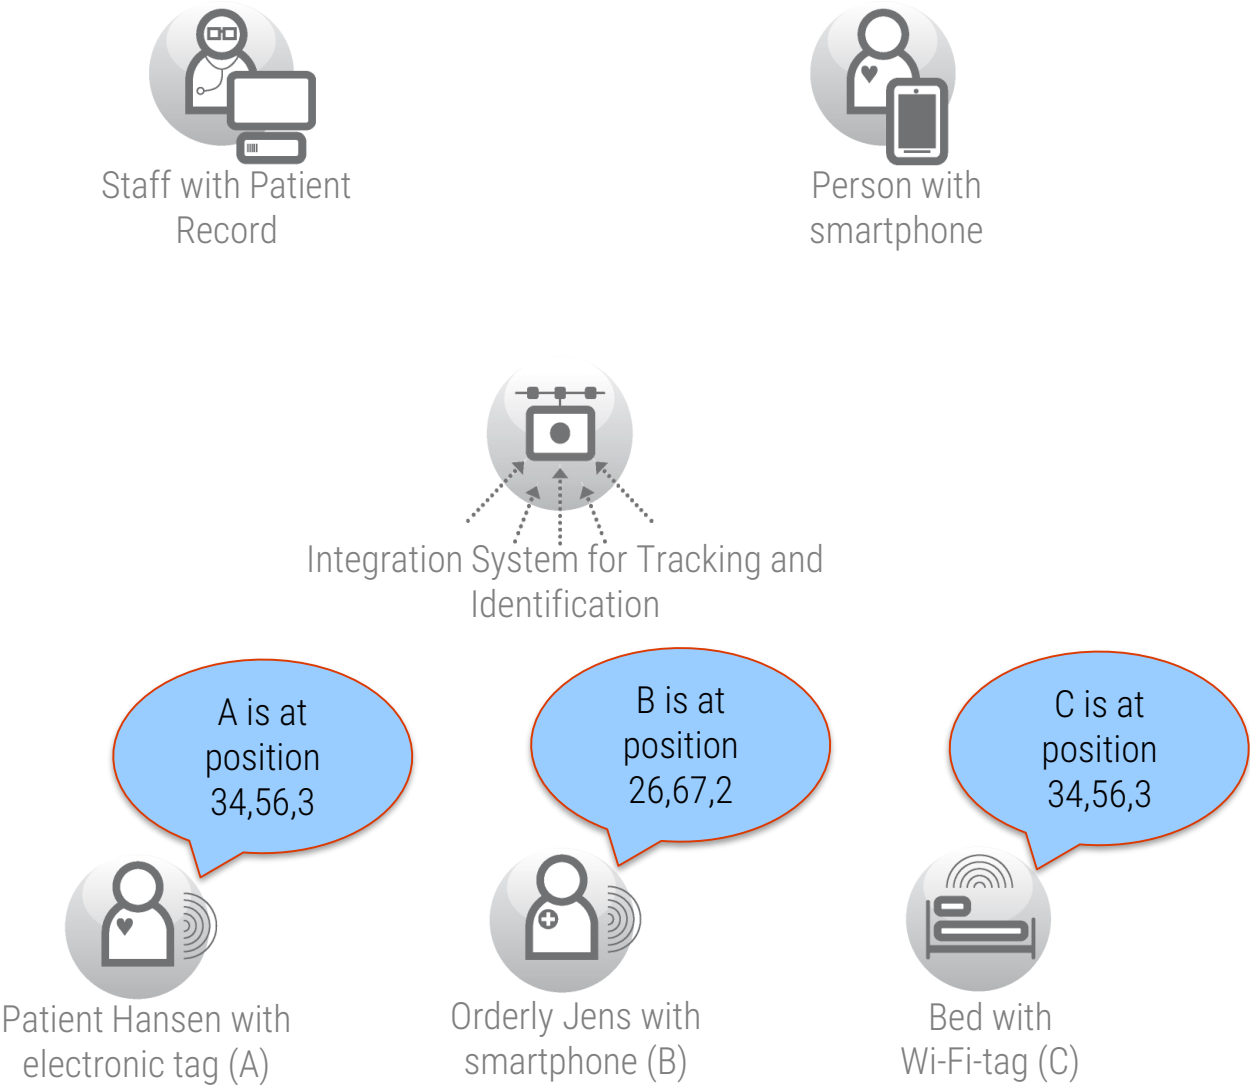 Staff with Patient
Record
Person with
smartphone
Integration System for Tracking and
Identification
A is at
position
34,56,3
B is at
position
26,67,2
C is at
position
34,56,3
Patient Hansen with
electronic tag (A)
Orderly Jens with
smartphone (B)
Bed with
Wi-Fi-tag (C)